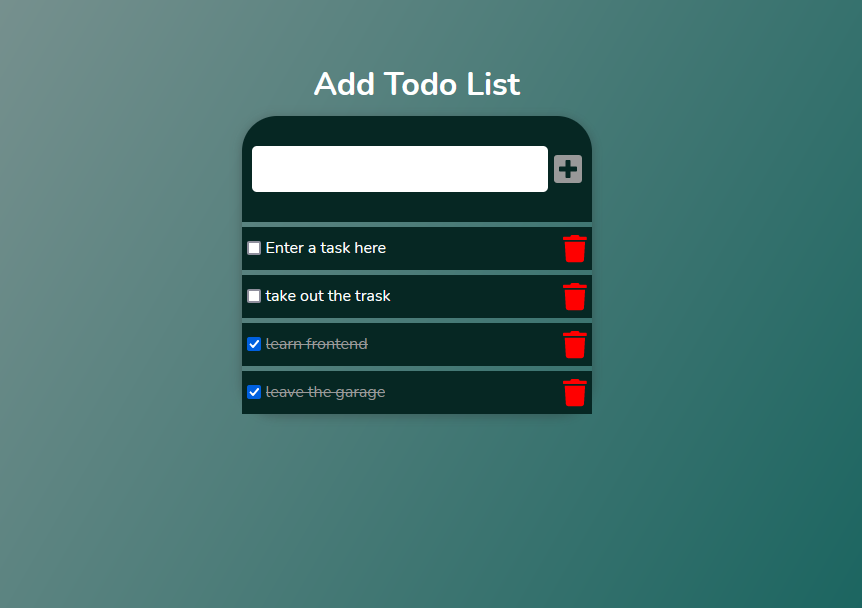 Add Todo List
Enter a task here
take out the trask
learn frontend
leave the garage